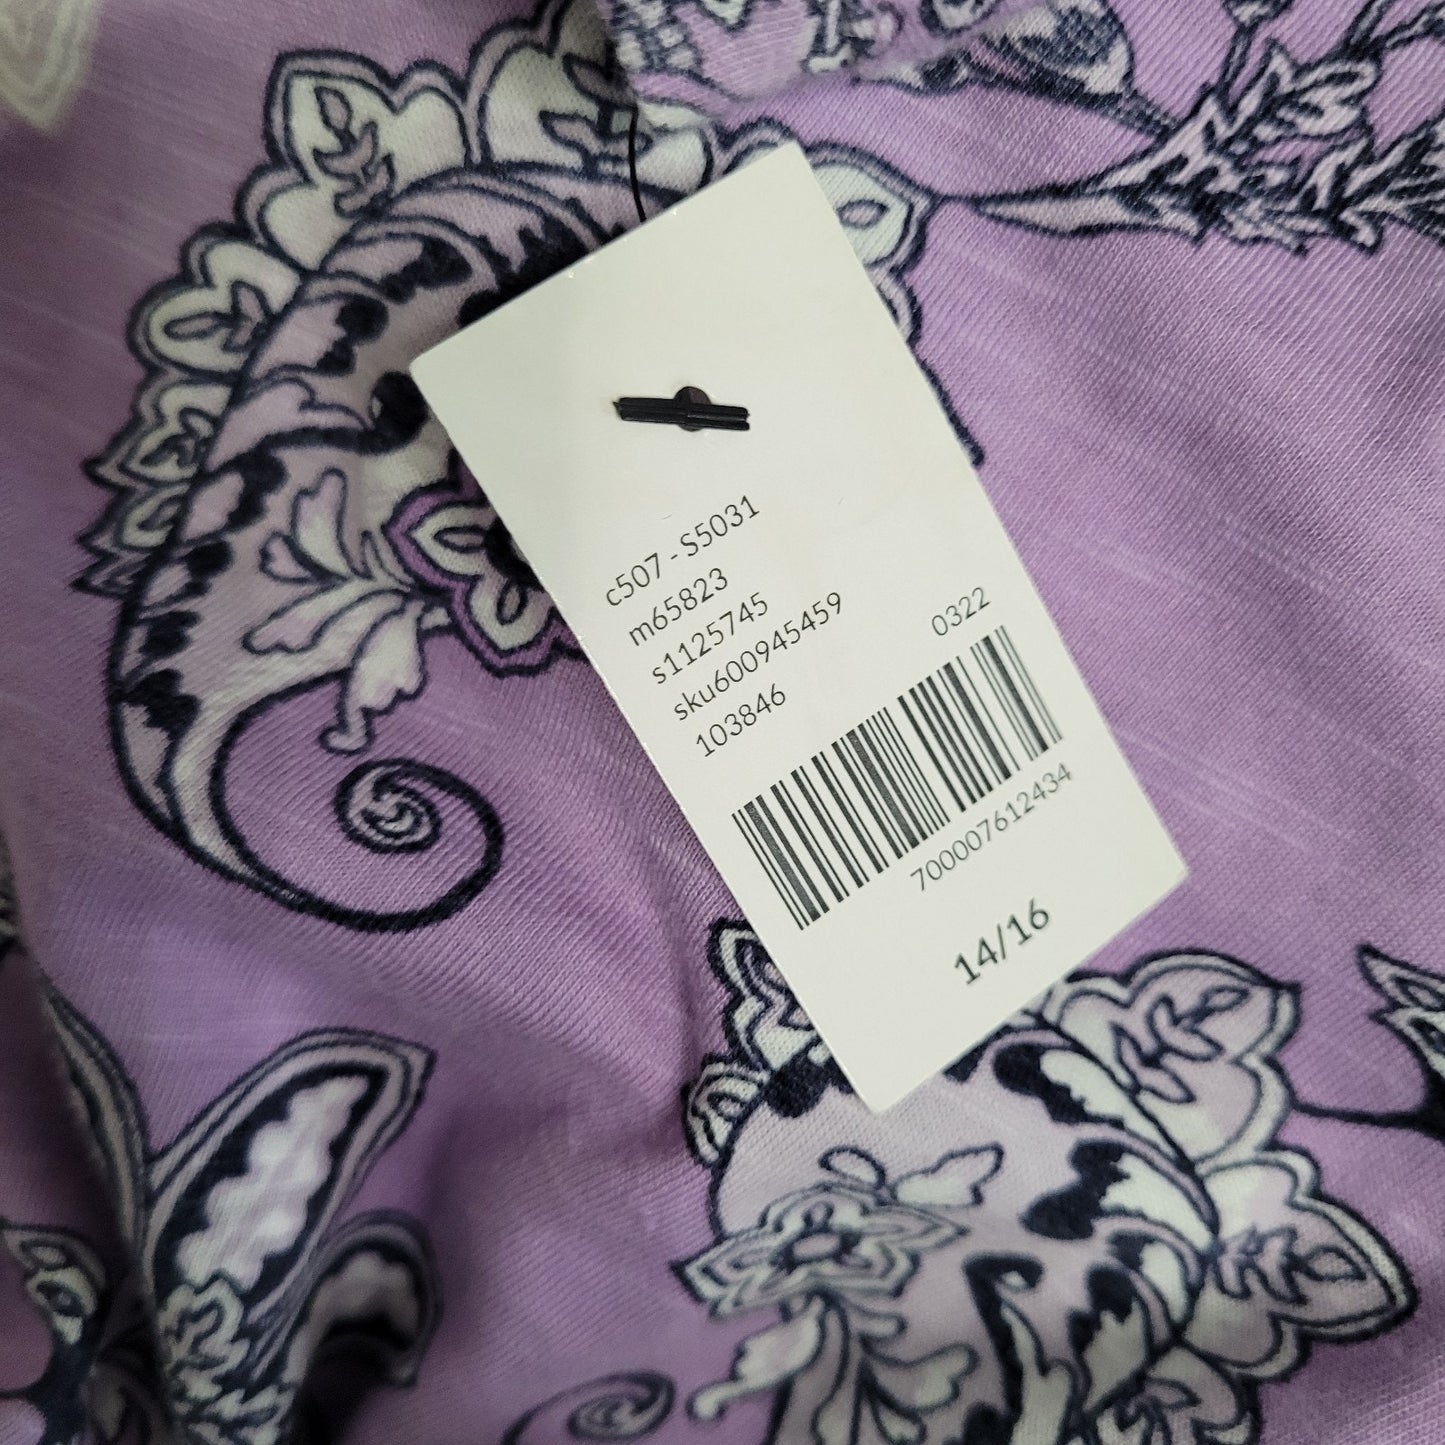 c507 - S5031
m65823
s1125745
sku600945459
103846
0322
700007612434
14/16